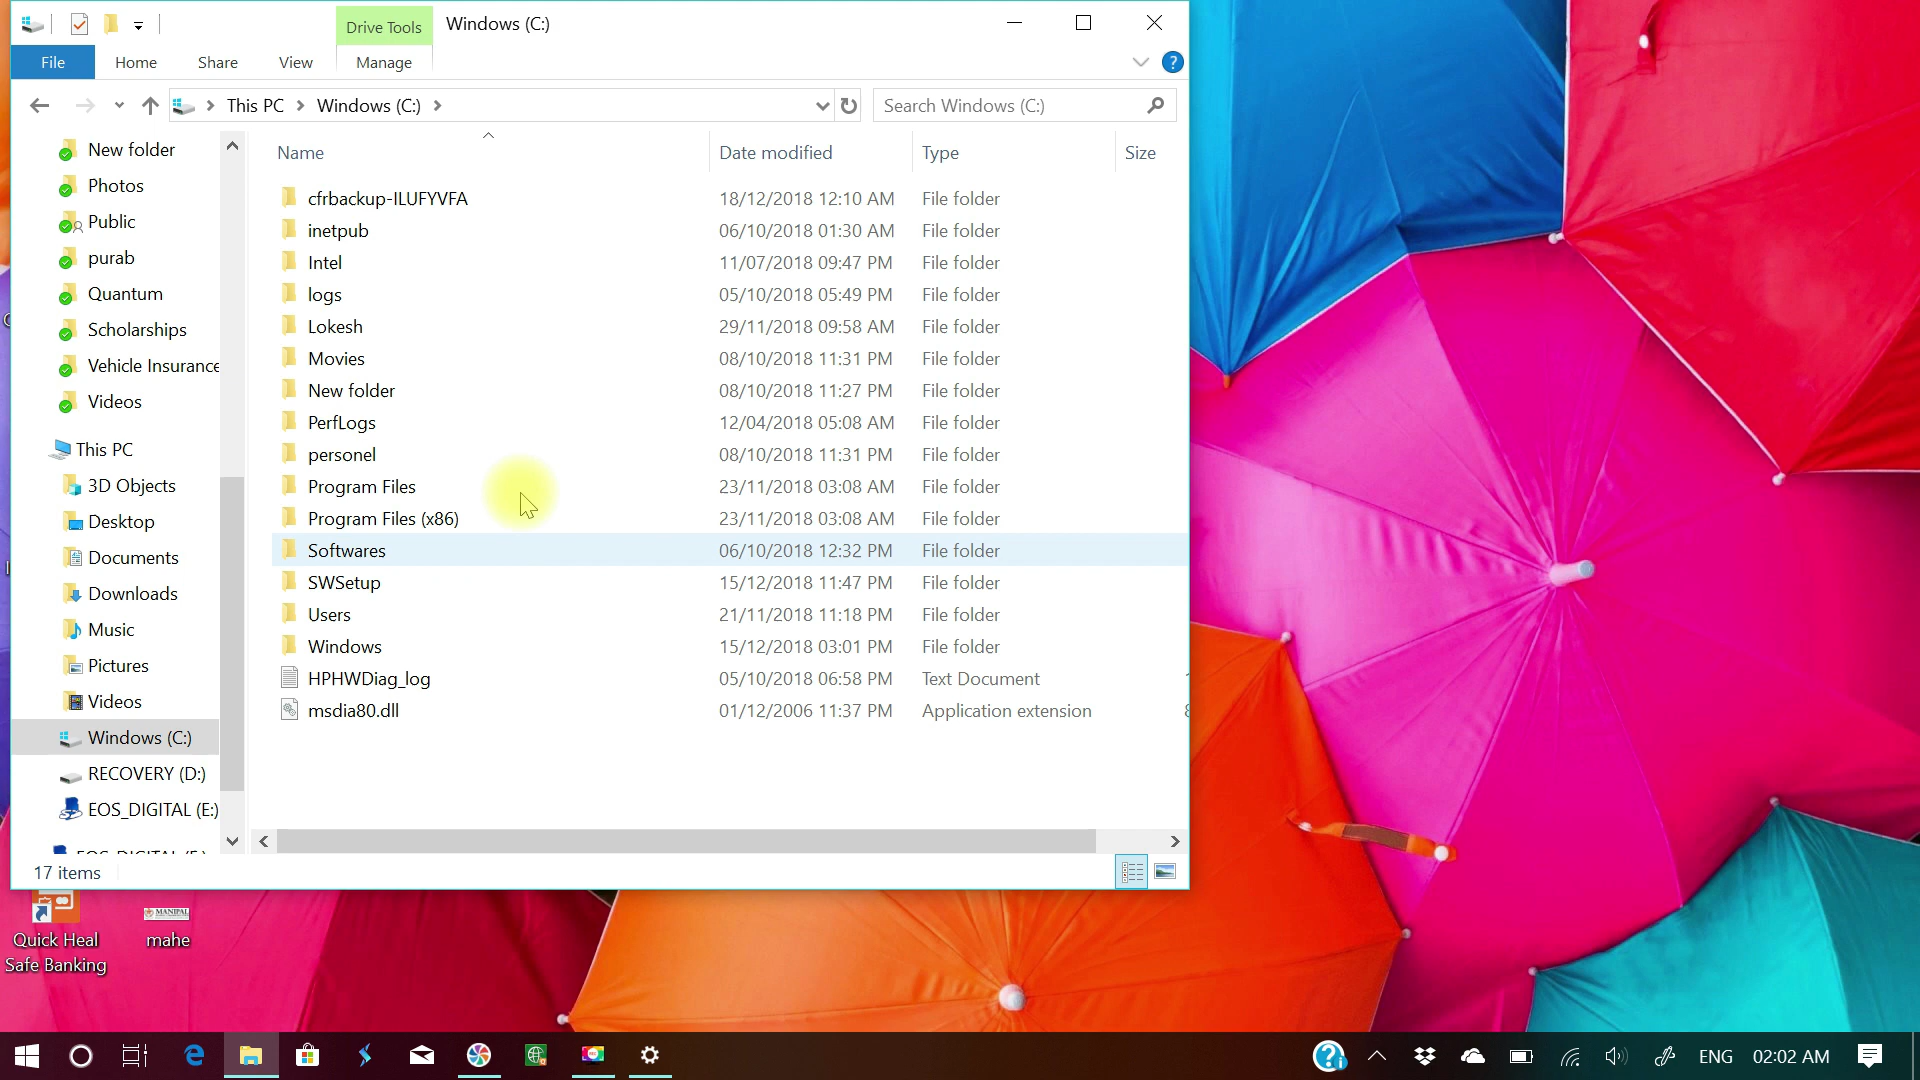 Drive Tools
Windows (C:)
File
Home
Share
View
Manage
This PC
Windows (C:)
Search Windows (C:)
New folder
Photos
Public
purab
Quantum
Scholarships
Vehicle Insurance
Videos
This PC
3D Objects
Desktop
Documents
Downloads
Music
Pictures
Videos
Windows (C:)
RECOVERY (D:)
EOS_DIGITAL (E:)
EOS_DIGITAL (E:)
Name Date modified Type Size
cfrbackup-ILUFYVFA 18/12/2018 12:10 AM File folder
inetpub 06/10/2018 01:30 AM File folder
Intel 11/07/2018 09:47 PM File folder
logs 05/10/2018 05:49 PM File folder
Lokesh 29/11/2018 09:58 AM File folder
Movies 08/10/2018 11:31 PM File folder
New folder 08/10/2018 11:27 PM File folder
PerfLogs 12/04/2018 05:08 AM File folder
personel 08/10/2018 11:31 PM File folder
Program Files 23/11/2018 03:08 AM File folder
Program Files (x86) 23/11/2018 03:08 AM File folder
Softwares 06/10/2018 12:32 PM File folder
SWSetup 15/12/2018 11:47 PM File folder
Users 21/11/2018 11:18 PM File folder
Windows 15/12/2018 03:01 PM File folder
HPHWDiag_log 05/10/2018 06:58 PM Text Document
msdia80.dll 01/12/2006 11:37 PM Application extension
17 items
MANIPAL
Quick Heal
Safe Banking
mahe
ENG
02:02 AM